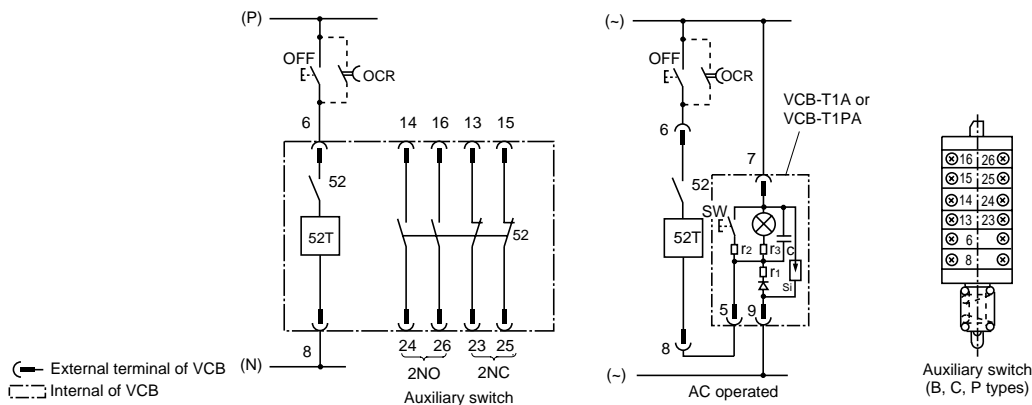 (P)
OFF
OCR
6
14 16 13 15
52
52T
52
8
24 26 23 25
2NO 2NC
Auxiliary switch
(N)
External terminal of VCB
Internal of VCB
(~)
OFF
OCR
VCB-T1A or
VCB-T1PA
6
7
52
SW
52T
r2 r3 c
r1
Si
5 9
8
(~)
AC operated
16 26
15 25
14 24
13 23
6
8
Auxiliary switch
(B, C, P types)